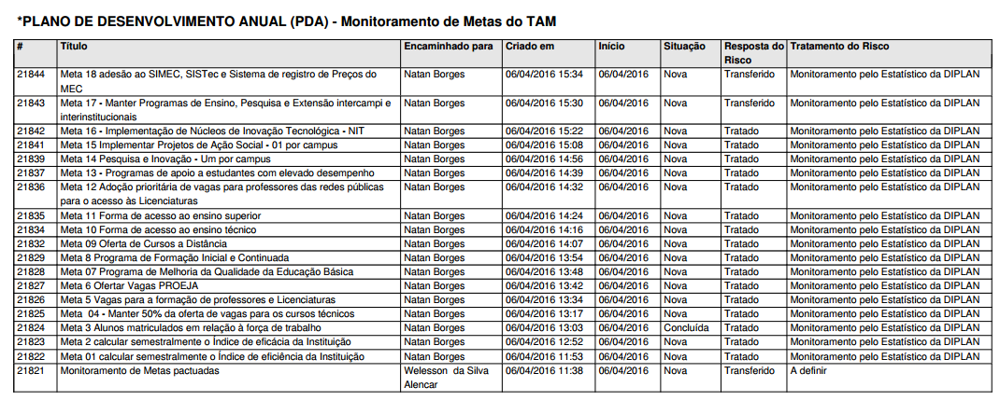 *PLANO DE DESENVOLVIMENTO ANUAL (PDA) - Monitoramento de Metas do TAM
# Título Encaminhado para Criado em Início Situação Resposta do Risco Tratamento do Risco
21844 Meta 18 adesão ao SIMEC, SISTec e Sistema de registro de Preços do MEC Natan Borges 06/04/2016 15:34 06/04/2016 Nova Transferido Monitoramento pelo Estatístico da DIPLAN
21843 Meta 17 - Manter Programas de Ensino, Pesquisa e Extensão intercampi e interinstitucionais Natan Borges 06/04/2016 15:30 06/04/2016 Nova Transferido Monitoramento pelo Estatístico da DIPLAN
21842 Meta 16 - Implementação de Núcleos de Inovação Tecnológica - NIT Natan Borges 06/04/2016 15:22 06/04/2016 Nova Tratado Monitoramento pelo Estatístico da DIPLAN
21841 Meta 15 Implementar Projetos de Ação Social - 01 por campus Natan Borges 06/04/2016 15:08 06/04/2016 Nova Tratado Monitoramento pelo Estatístico da DIPLAN
21839 Meta 14 Pesquisa e Inovação - Um por campus Natan Borges 06/04/2016 14:56 06/04/2016 Nova Tratado Monitoramento pelo Estatístico da DIPLAN
21837 Meta 13 - Programas de apoio a estudantes com elevado desempenho Natan Borges 06/04/2016 14:39 06/04/2016 Nova Tratado Monitoramento pelo Estatístico da DIPLAN
21836 Meta 12 Adoção prioritária de vagas para professores das redes públicas para o acesso às Licenciaturas Natan Borges 06/04/2016 14:32 06/04/2016 Nova Tratado Monitoramento pelo Estatístico da DIPLAN
21835 Meta 11 Forma de acesso ao ensino superior Natan Borges 06/04/2016 14:24 06/04/2016 Nova Tratado Monitoramento pelo Estatístico da DIPLAN
21834 Meta 10 Forma de acesso ao ensino técnico Natan Borges 06/04/2016 14:16 06/04/2016 Nova Tratado Monitoramento pelo Estatístico da DIPLAN
21832 Meta 09 Oferta de Cursos a Distância Natan Borges 06/04/2016 14:07 06/04/2016 Nova Tratado Monitoramento pelo Estatístico da DIPLAN
21829 Meta 8 Programa de Formação Inicial e Continuada Natan Borges 06/04/2016 13:54 06/04/2016 Nova Tratado Monitoramento pelo Estatístico da DIPLAN
21828 Meta 07 Programa de Melhoria da Qualidade da Educação Básica Natan Borges 06/04/2016 13:48 06/04/2016 Nova Tratado Monitoramento pelo Estatístico da DIPLAN
21827 Meta 6 Ofertar Vagas PROEJA Natan Borges 06/04/2016 13:42 06/04/2016 Nova Tratado Monitoramento pelo Estatístico da DIPLAN
21826 Meta 5 Vagas para a formação de professores e Licenciaturas Natan Borges 06/04/2016 13:34 06/04/2016 Nova Tratado Monitoramento pelo Estatístico da DIPLAN
21825 Meta 04 - Manter 50% da oferta de vagas para os cursos técnicos Natan Borges 06/04/2016 13:17 06/04/2016 Nova Tratado Monitoramento pelo Estatístico da DIPLAN
21824 Meta 3 Alunos matriculados em relação à força de trabalho Natan Borges 06/04/2016 13:03 06/04/2016 Concluída Tratado Monitoramento pelo Estatístico da DIPLAN
21823 Meta 2 calcular semestralmente o Índice de eficácia da Instituição Natan Borges 06/04/2016 12:52 06/04/2016 Nova Tratado Monitoramento pelo Estatístico da DIPLAN
21822 Meta 01 calcular semestralmente o Índice de eficiência da Instituição Natan Borges 06/04/2016 11:53 06/04/2016 Nova Tratado Monitoramento pelo Estatístico da DIPLAN
21821 Monitoramento de Metas pactuadas Welesson da Silva Alencar 06/04/2016 11:38 06/04/2016 Nova Transferido A definir